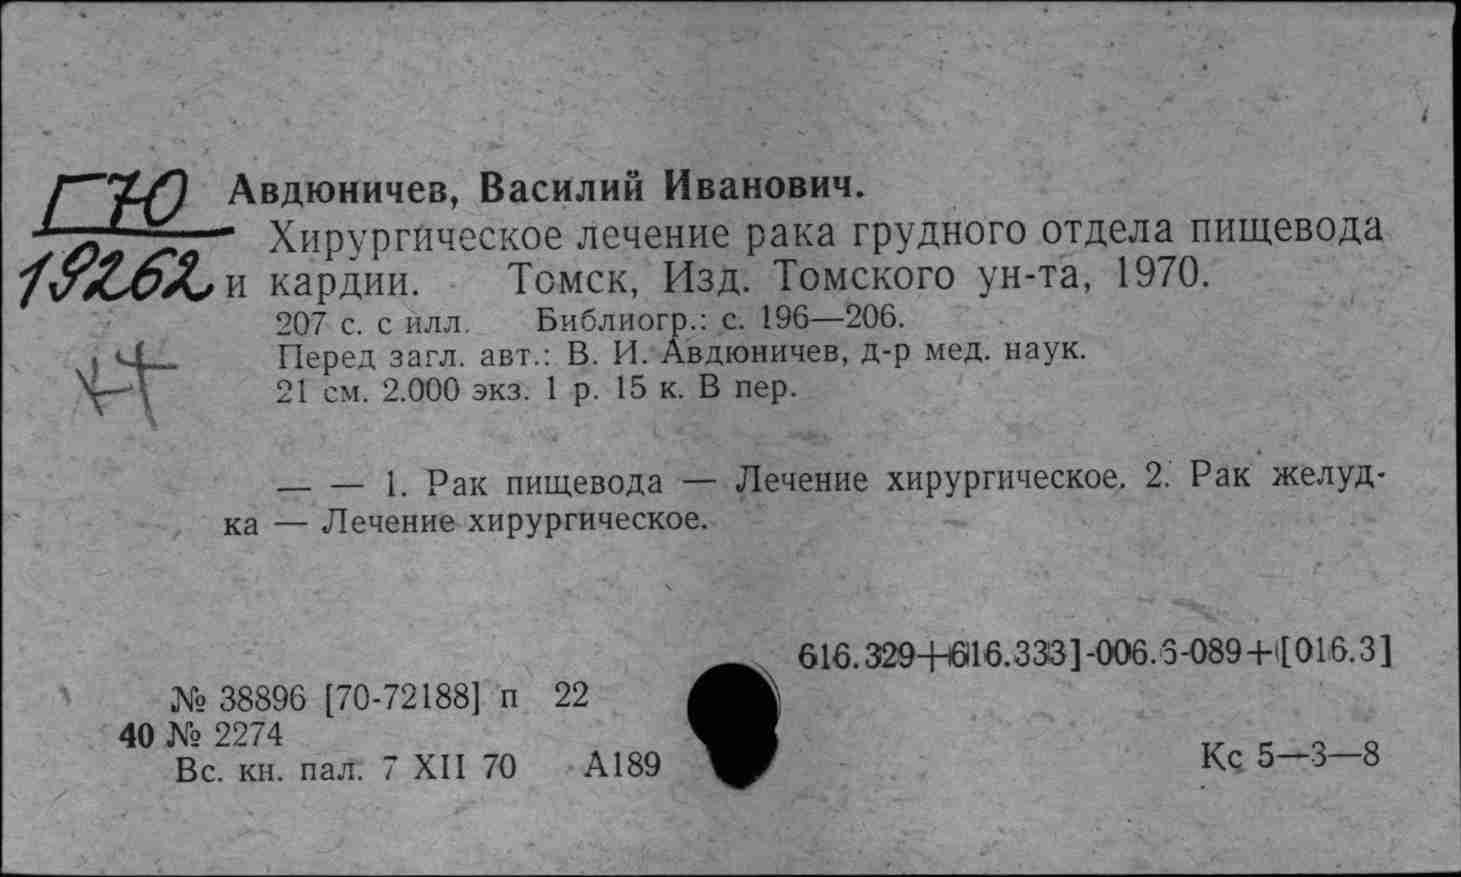 Г70 Авдюничев, Василий Иванович.
Хирургическое лечение рака грудного отдела пищевода
19262 и кардии. Томск, Изд. Томского ун-та, 1970.
207 с. с илл. Библиогр.: с. 196—206.
Перед загл. авт.: В. И. Авдюничев, д-р мед. наук.
21 см. 2.000 экз. 1 р. 15 к. В пер.
— — 1. Рак пищевода — Лечение хирургическое. 2. Рак желуд-
ка — Лечение хирургическое.
616.329+616.333]-006.6-089+[016.3]
№ 38896 [70-72188] п 22
40 № 2274
Вс. кн. пал. 7 XII 70 А189
Кс 5—3—8